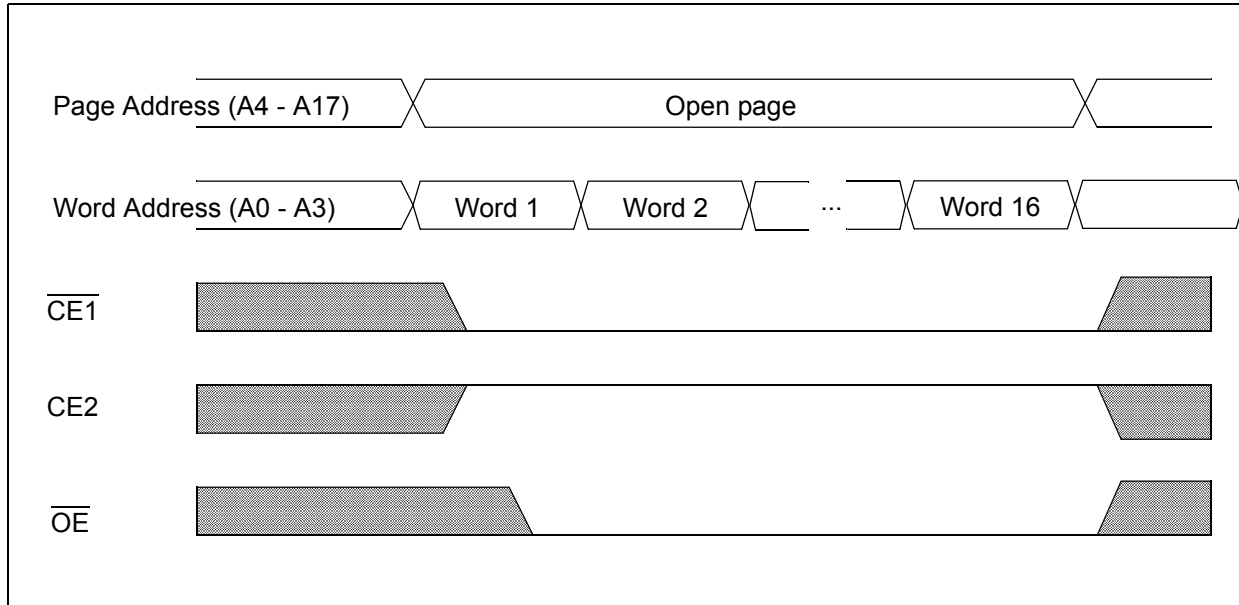 Page Address (A4 - A17)
Open page
Word Address (A0 - A3)
Word 1
Word 2
...
Word 16
CE1
CE2
OE